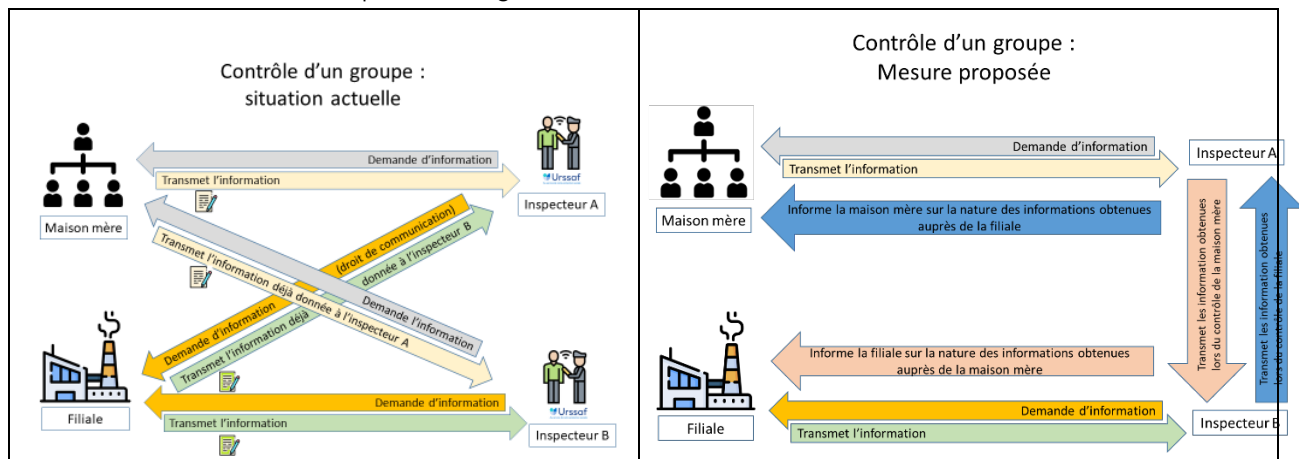 Contrôle d'un groupe :
situation actuelle
Demande d'information
Transmet l'information
Maison mère
Urssaf
Inspecteur A
Demande d'information (droit de communication)
Transmet l'information déjà donnée à l'inspecteur B
Demande l'information
Transmet l'information déjà donnée à l'inspecteur A
Filiale
Demande d'information
Transmet l'information
Urssaf
Inspecteur B
Contrôle d'un groupe :
Mesure proposée
Demande d'information
Transmet l'information
Inspecteur A
Maison mère
Informe la maison mère sur la nature des informations obtenues
auprès de la filiale
Transmet les information obtenues
lors du contrôle de la maison mère
Transmet les information obtenues
lors du contrôle de la filiale
Informe la filiale sur la nature des informations obtenues
auprès de la maison mère
Filiale
Demande d'information
Transmet l'information
Inspecteur B